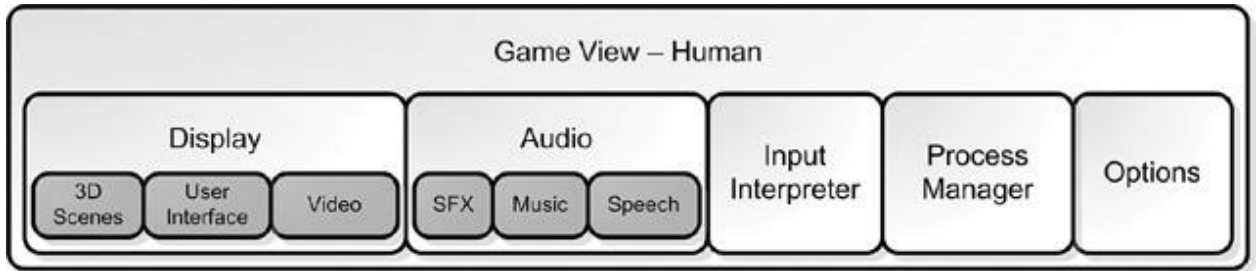 Game View – Human
Display
3D
Scenes
User
Interface
Video
Audio
SFX
Music
Speech
Input
Interpreter
Process
Manager
Options